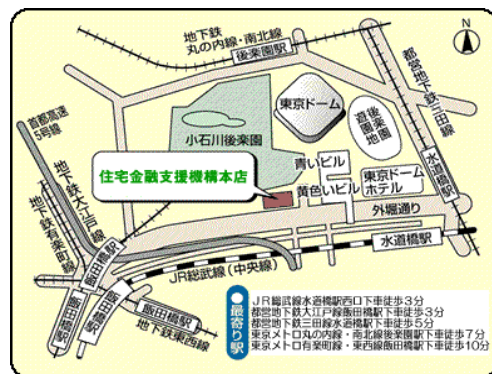 地下鉄
丸の内線・南北線
後楽園駅
N
都営地下鉄三田線
首都高速
5号線
東京ドーム
後楽園
遊園地
小石川後楽園
地下鉄大江戸線
地下鉄有楽町線
住宅金融支援機構本店
青いビル
黄色いビル
東京ドーム
ホテル
水道橋駅
外堀通り
水道橋駅
JR総武線(中央線)
飯田橋駅
飯田橋駅
飯田橋駅
飯田橋駅
地下鉄東西線
●最寄り駅
JR総武線水道橋駅西口下車徒歩3分
都営地下鉄大江戸線飯田橋駅下車徒歩3分
都営地下鉄三田線水道橋駅下車徒歩5分
東京メトロ丸の内線・南北線後楽園駅下車徒歩7分
東京メトロ有楽町線・東西線飯田橋駅下車徒歩10分